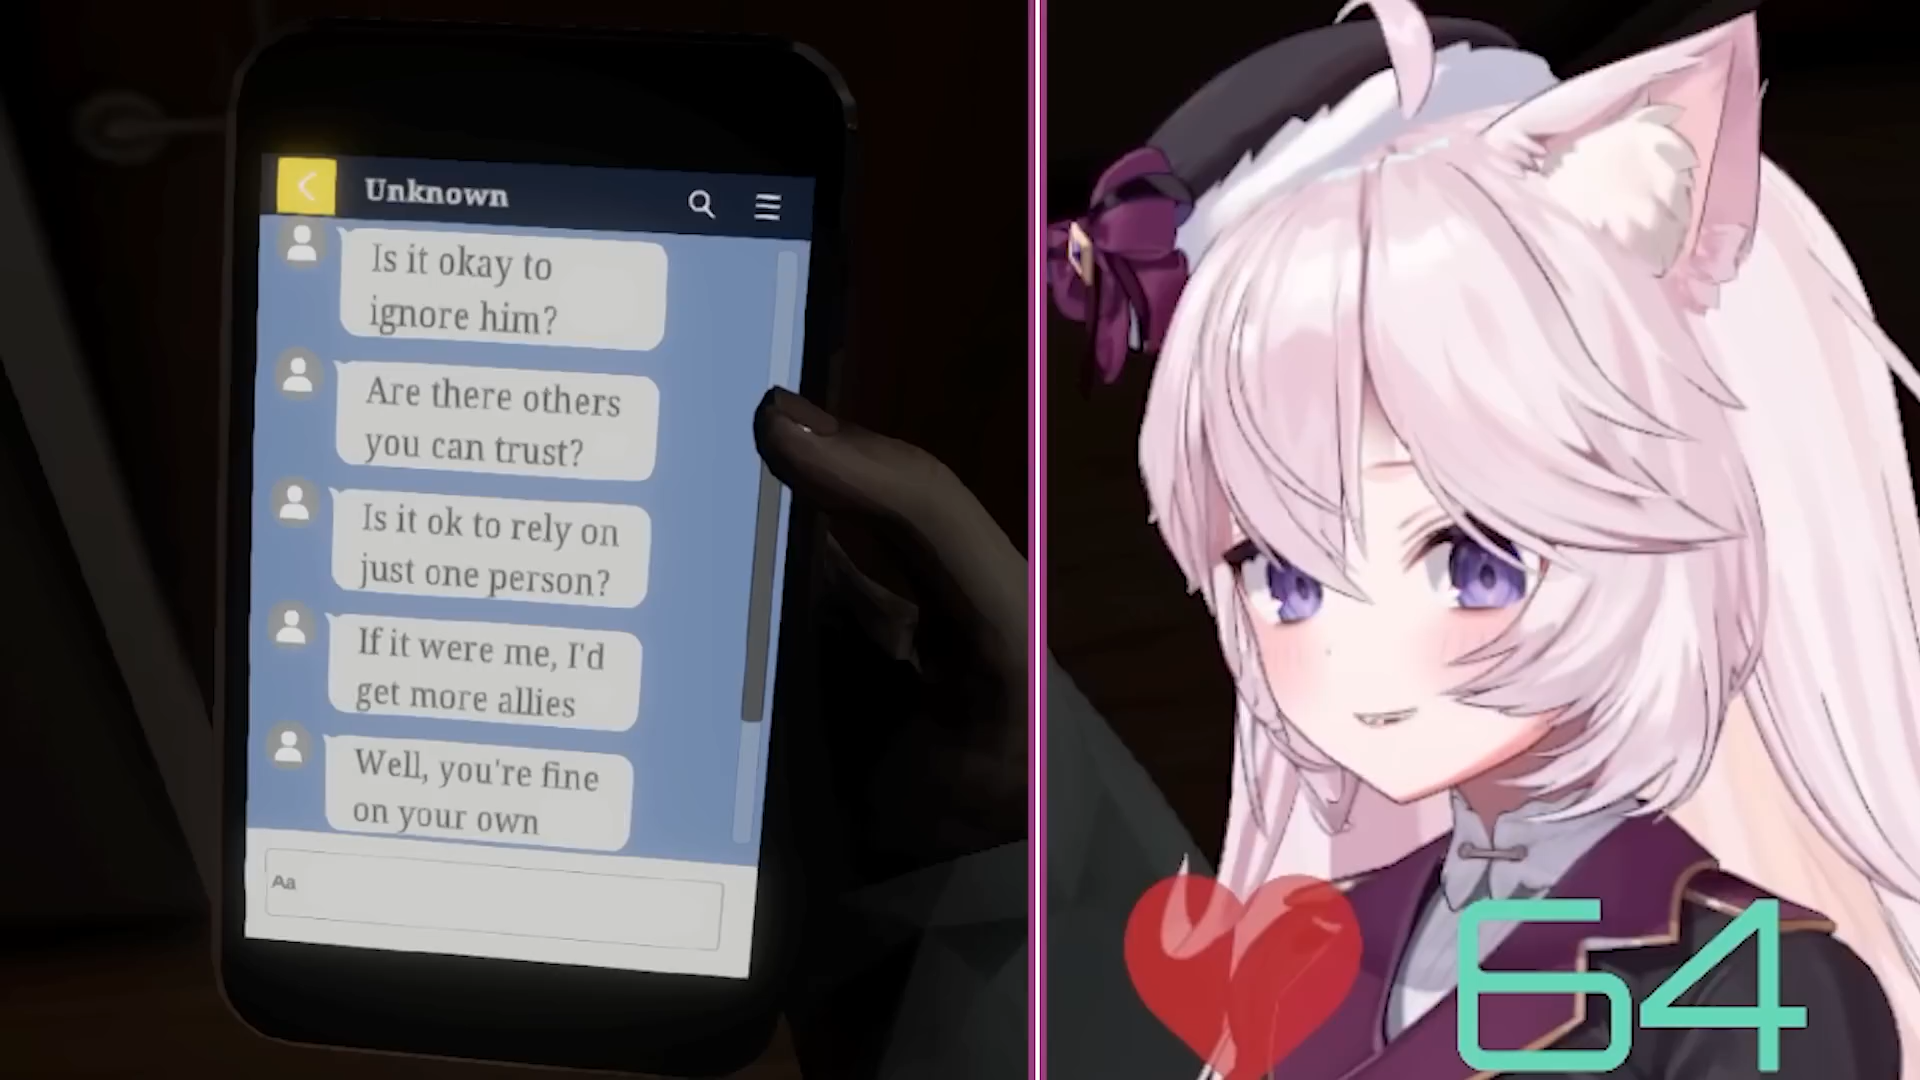 Unknown
Is it okay to
ignore him?
Are there others
you can trust?
Is it ok to rely on
just one person?
If it were me, I'd
get more allies
Well, you're fine
on your own
Aa
64